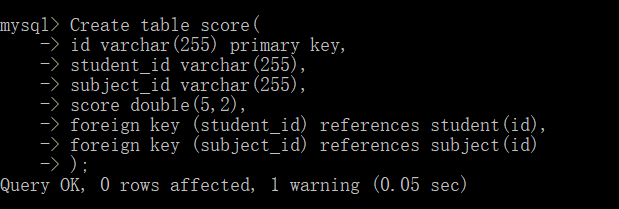 mysql> Create table score(
    -> id varchar(255) primary key,
    -> student_id varchar(255),
    -> subject_id varchar(255),
    -> score double(5,2),
    -> foreign key (student_id) references student(id),
    -> foreign key (subject_id) references subject(id)
    -> );
Query OK, 0 rows affected, 1 warning (0.05 sec)